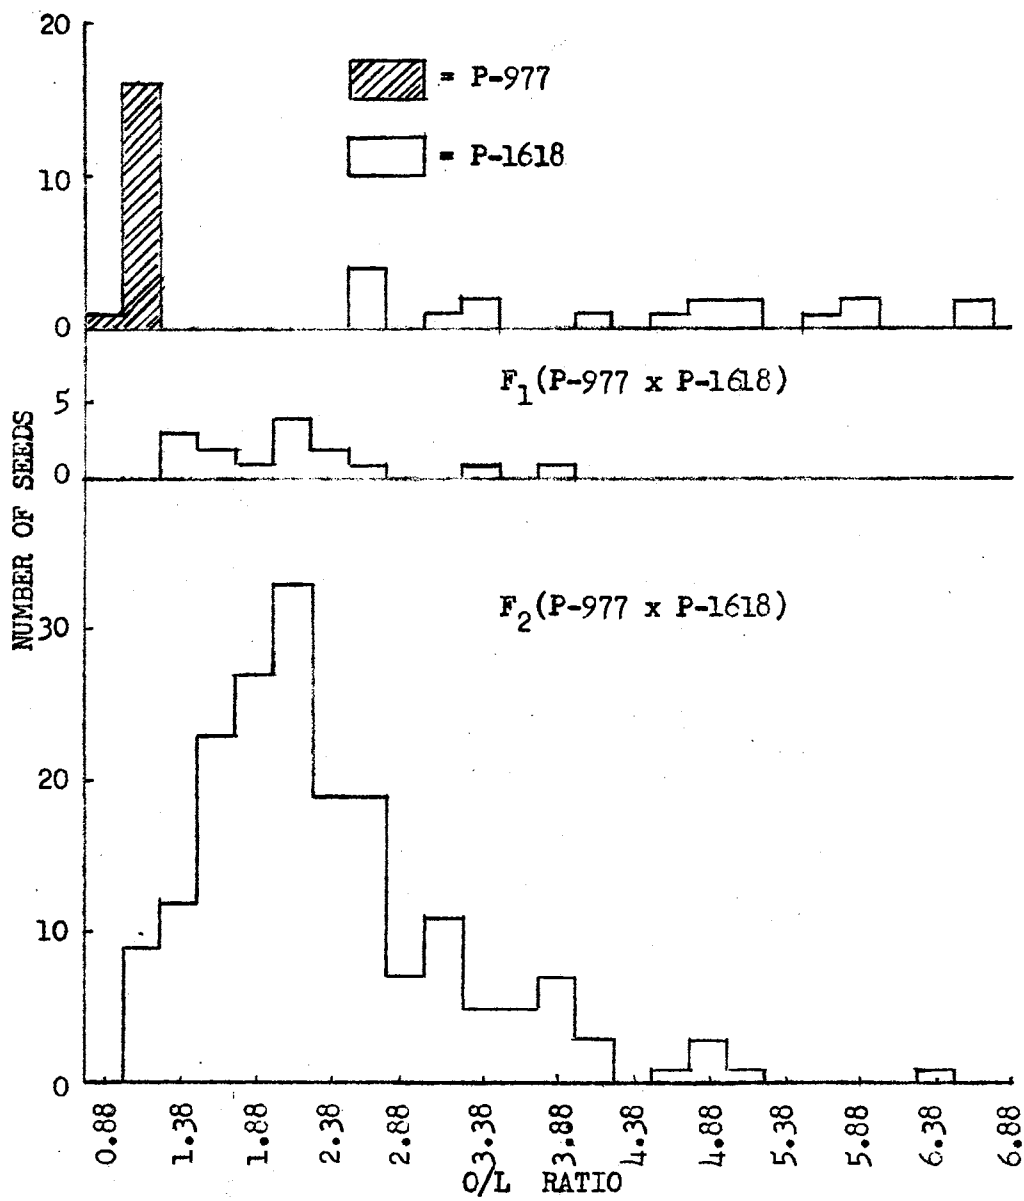 20
= P-977
= P-1618
10
0
F1(P-977 x P-1618)
5
0
NUMBER OF SEEDS
F2(P-977 x P-1618)
30
20
10
0
0.88 1.38 1.88 2.38 2.88 3.38 3.88 4.38 4.88 5.38 5.88 6.38 6.88
O/L RATIO